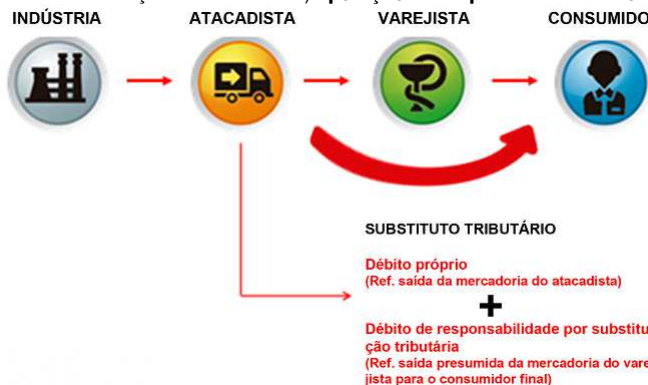 INDÚSTRIA ATACADISTA VAREJISTA CONSUMIDO
SUBSTITUTO TRIBUTÁRIO
Débito próprio
(Ref. saída da mercadoria do atacadista)
+
Débito de responsabilidade por substitu
ção tributária
(Ref. saída presumida da mercadoria do vare
jista para o consumidor final)